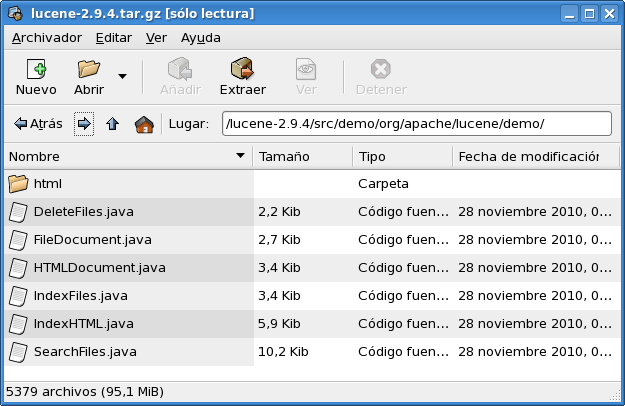 lucene-2.9.4.tar.gz [sólo lectura]
Archivador Editar Ver Ayuda
Nuevo Abrir Añadir Extraer Ver Detener
Atrás Lugar: /lucene-2.9.4/src/demo/org/apache/lucene/demo/
Nombre Tamaño Tipo Fecha de modificación
html Carpeta
DeleteFiles.java 2,2 Kib Código fuen... 28 noviembre 2010, 0...
FileDocument.java 2,7 Kib Código fuen... 28 noviembre 2010, 0...
HTMLDocument.java 3,4 Kib Código fuen... 28 noviembre 2010, 0...
IndexFiles.java 3,4 Kib Código fuen... 28 noviembre 2010, 0...
IndexHTML.java 5,9 Kib Código fuen... 28 noviembre 2010, 0...
SearchFiles.java 10,2 Kib Código fuen... 28 noviembre 2010, 0...
5379 archivos (95,1 MiB)